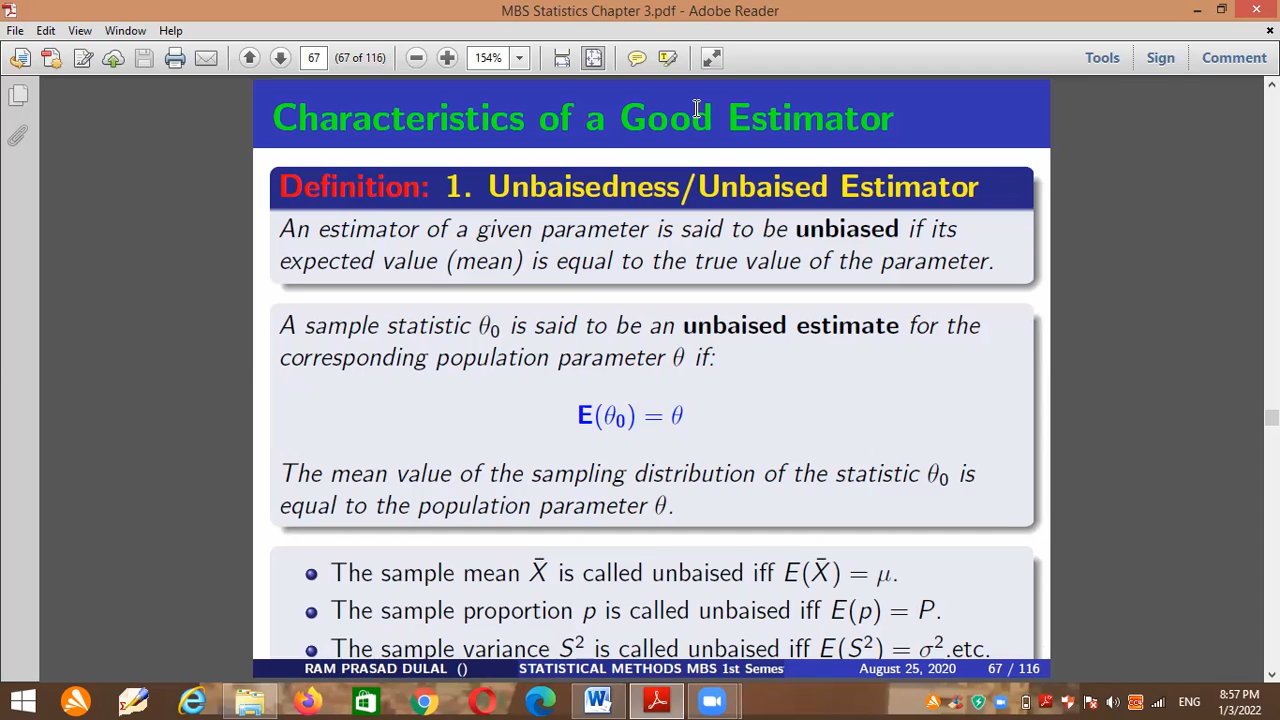 MBS Statistics Chapter 3.pdf - Adobe Reader
File Edit View Window Help
67 (67 of 116) 154% Tools Sign Comment
Characteristics of a Good Estimator
Definition: 1. Unbaisedness/Unbaised Estimator
An estimator of a given parameter is said to be unbiased if its
expected value (mean) is equal to the true value of the parameter.
A sample statistic θ₀ is said to be an unbaised estimate for the
corresponding population parameter θ if:
E(θ₀) = θ
The mean value of the sampling distribution of the statistic θ₀ is
equal to the population parameter θ.
The sample mean X̄ is called unbaised iff E(X̄) = μ.
The sample proportion p is called unbaised iff E(p) = P.
The sample variance S² is called unbaised iff E(S²) = σ².etc.
RAM PRASAD DULAL () STATISTICAL METHODS MBS 1st Semes August 25, 2020 67 / 116
ENG 8:57 PM
1/3/2022